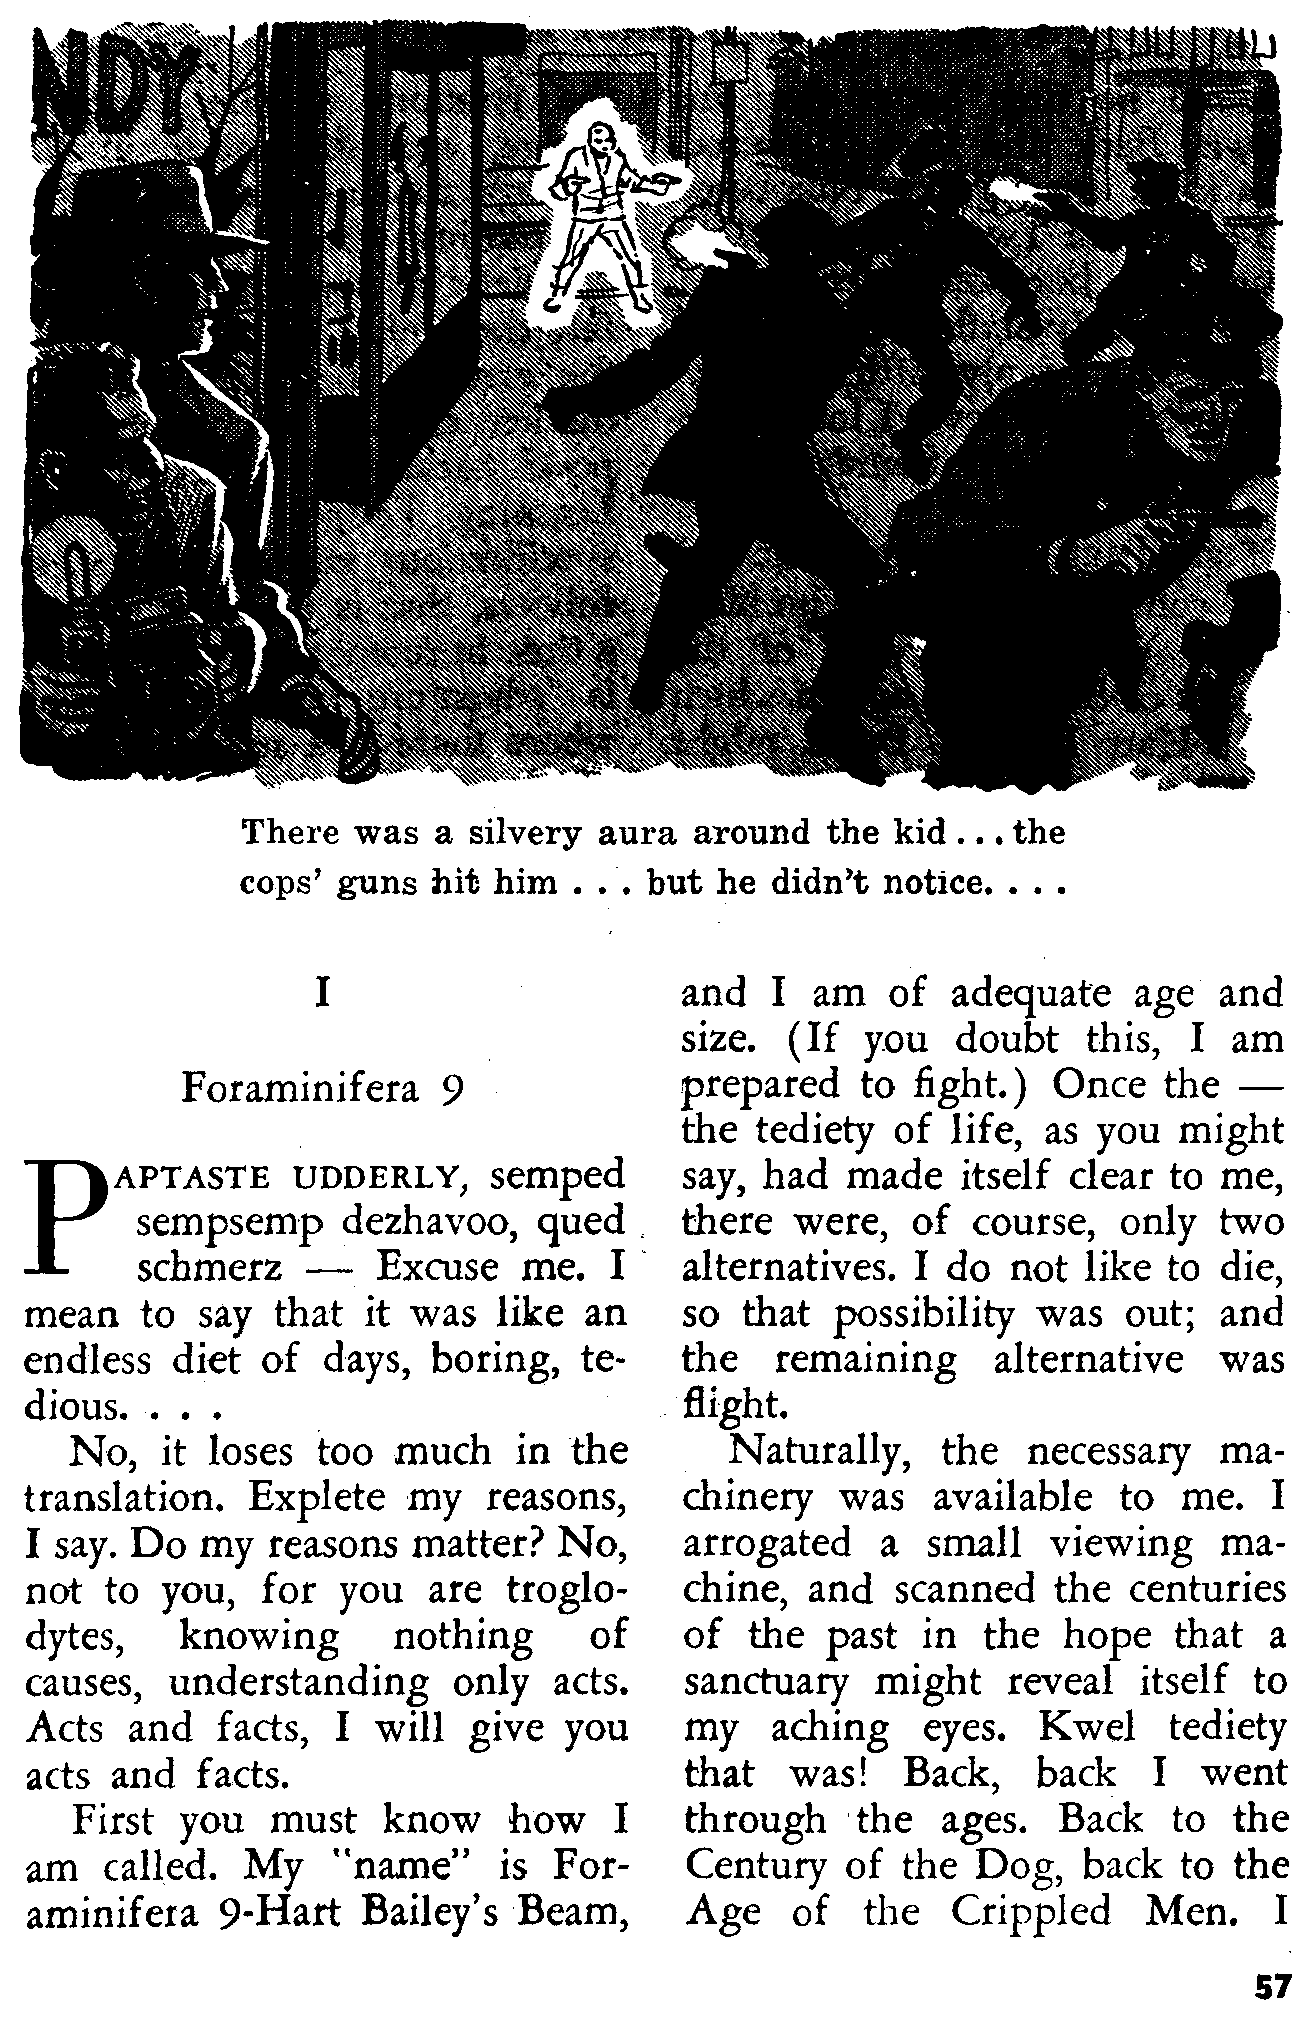 NDY
There was a silvery aura around the kid . . . the
cops’ guns hit him . . . but he didn’t notice. . . .
I
Foraminifera 9
PAPTASTE UDDERLY, semped
sempsemp dezhavoo, qued
schmerz — Excuse me. I
mean to say that it was like an
endless diet of days, boring, te-
dious. . . .
No, it loses too much in the
translation. Explete my reasons,
I say. Do my reasons matter? No,
not to you, for you are troglo-
dytes, knowing nothing of
causes, understanding only acts.
Acts and facts, I will give you
acts and facts.
First you must know how I
am called. My "name" is For-
aminifera 9-Hart Bailey's Beam,
and I am of adequate age and
size. (If you doubt this, I am
prepared to fight.) Once the —
the tediety of life, as you might
say, had made itself clear to me,
there were, of course, only two
alternatives. I do not like to die,
so that possibility was out; and
the remaining alternative was
flight.
Naturally, the necessary ma-
chinery was available to me. I
arrogated a small viewing ma-
chine, and scanned the centuries
of the past in the hope that a
sanctuary might reveal itself to
my aching eyes. Kwel tediety
that was! Back, back I went
through the ages. Back to the
Century of the Dog, back to the
Age of the Crippled Men. I
57